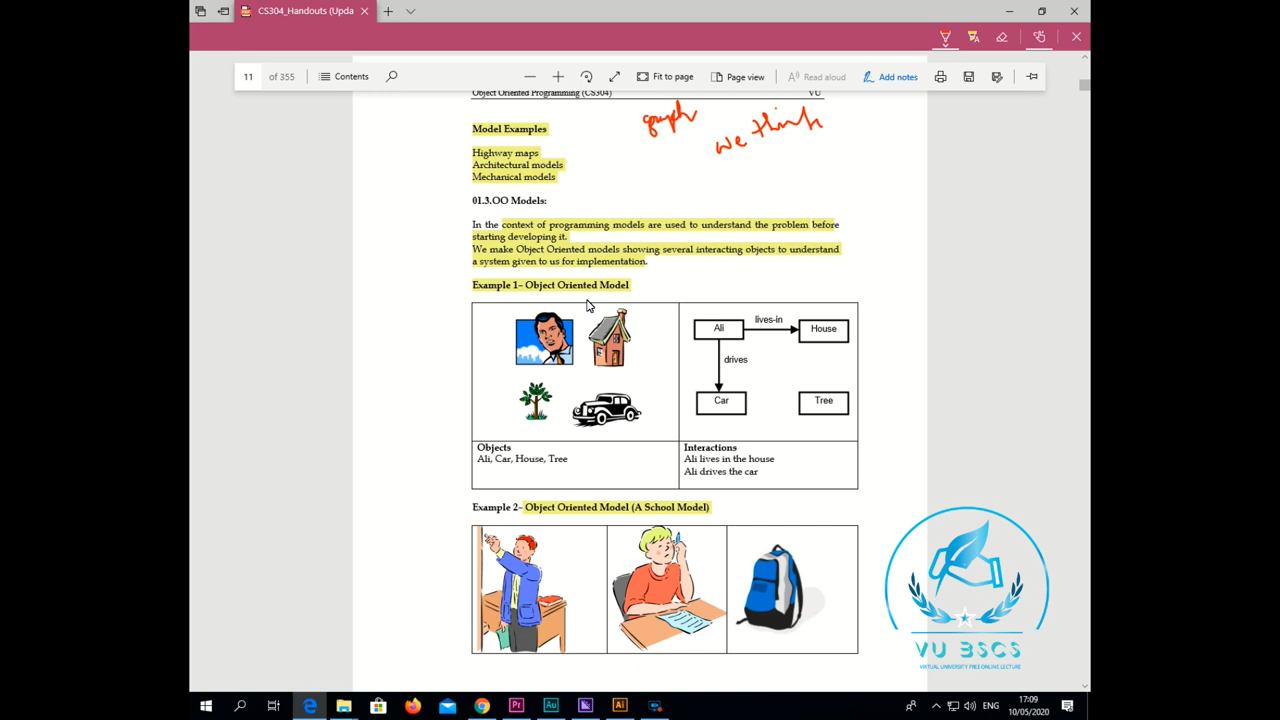 CS304_Handouts (Upda
11 of 355
Contents
Fit to page
Page view
Read aloud
Add notes
Object Oriented Programming (CS304) VU
graph
we think
Model Examples
Highway maps
Architectural models
Mechanical models
01.3.OO Models:
In the context of programming models are used to understand the problem before
starting developing it.
We make Object Oriented models showing several interacting objects to understand
a system given to us for implementation.
Example 1– Object Oriented Model
Ali
lives-in
House
drives
Car
Tree
Objects
Ali, Car, House, Tree
Interactions
Ali lives in the house
Ali drives the car
Example 2– Object Oriented Model (A School Model)
VU BSCS
VIRTUAL UNIVERSITY FREE ONLINE LECTURE
Pr
Au
Ai
ENG
17:09
10/05/2020